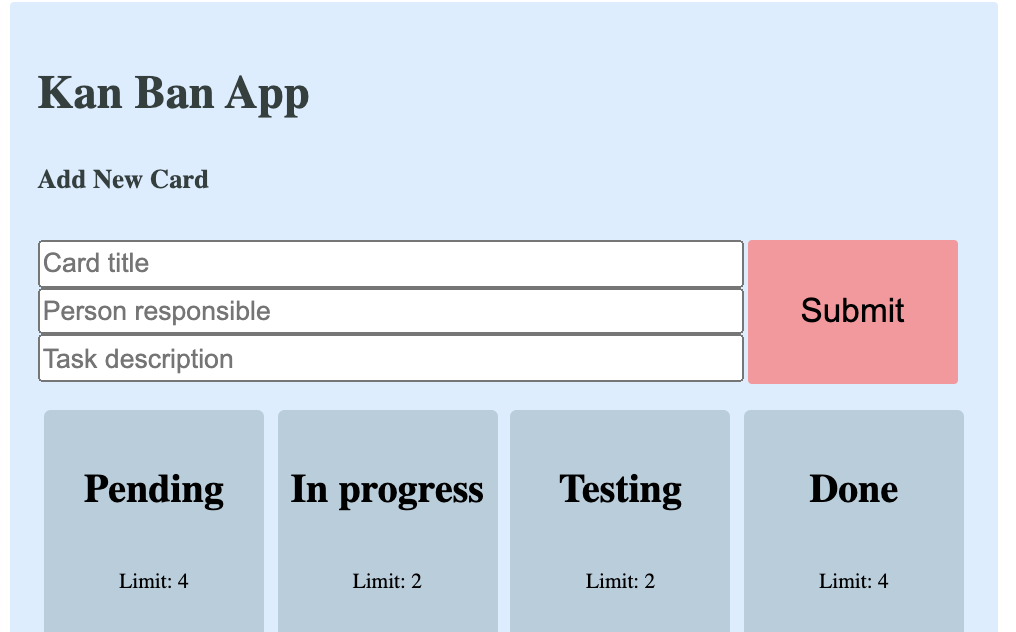 Kan Ban App
Add New Card
Card title
Person responsible
Task description
Submit
Pending
In progress
Testing
Done
Limit: 4
Limit: 2
Limit: 2
Limit: 4